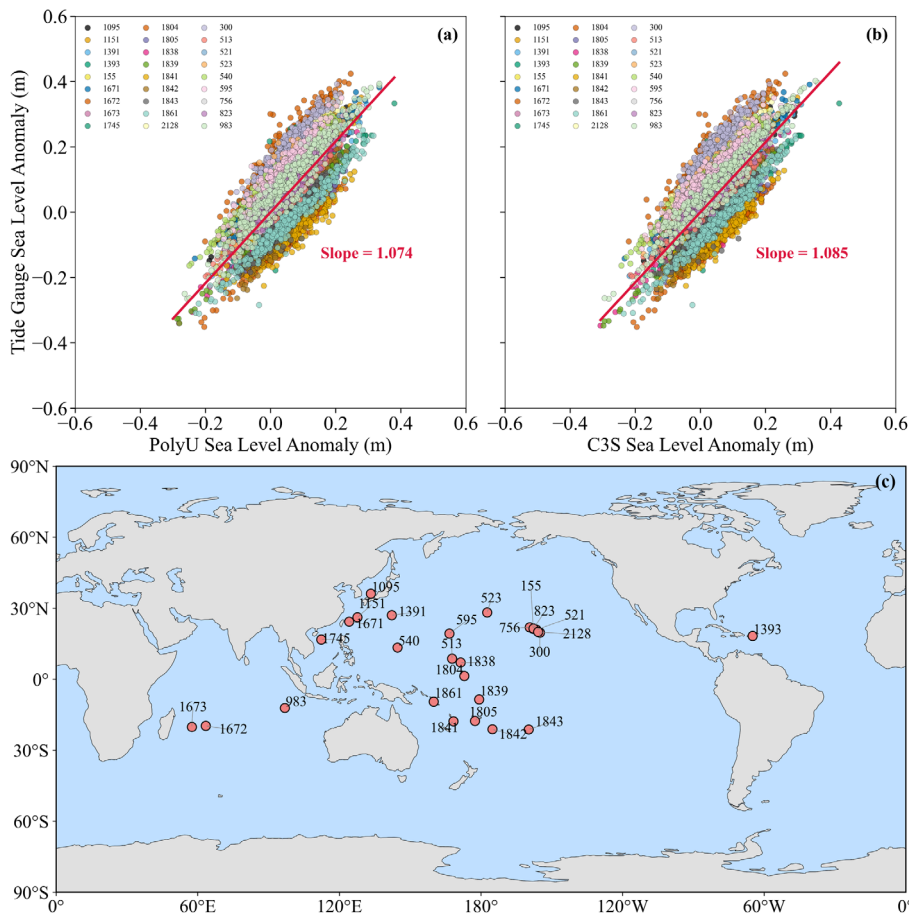 0.6
0.4
0.2
0.0
−0.2
−0.4
−0.6
Tide Gauge Sea Level Anomaly (m)
1095 1804 300
1151 1805 513
1391 1838 521
1393 1839 523
155 1841 540
1671 1842 595
1672 1843 756
1673 1861 823
1745 2128 983
(a)
Slope = 1.074
−0.6 −0.4 −0.2 0.0 0.2 0.4 0.6
PolyU Sea Level Anomaly (m)
1095 1804 300
1151 1805 513
1391 1838 521
1393 1839 523
155 1841 540
1671 1842 595
1672 1843 756
1673 1861 823
1745 2128 983
(b)
Slope = 1.085
−0.6 −0.4 −0.2 0.0 0.2 0.4 0.6
C3S Sea Level Anomaly (m)
(c)
90°N
60°N
30°N
0°
30°S
60°S
90°S
1095
1151
1391
1671
1745
540
523
595
513
1838
1804
155
823
521
756
2128
300
1393
983
1861
1839
1673
1672
1841
1805
1842
1843
0° 60°E 120°E 180° 120°W 60°W 0°